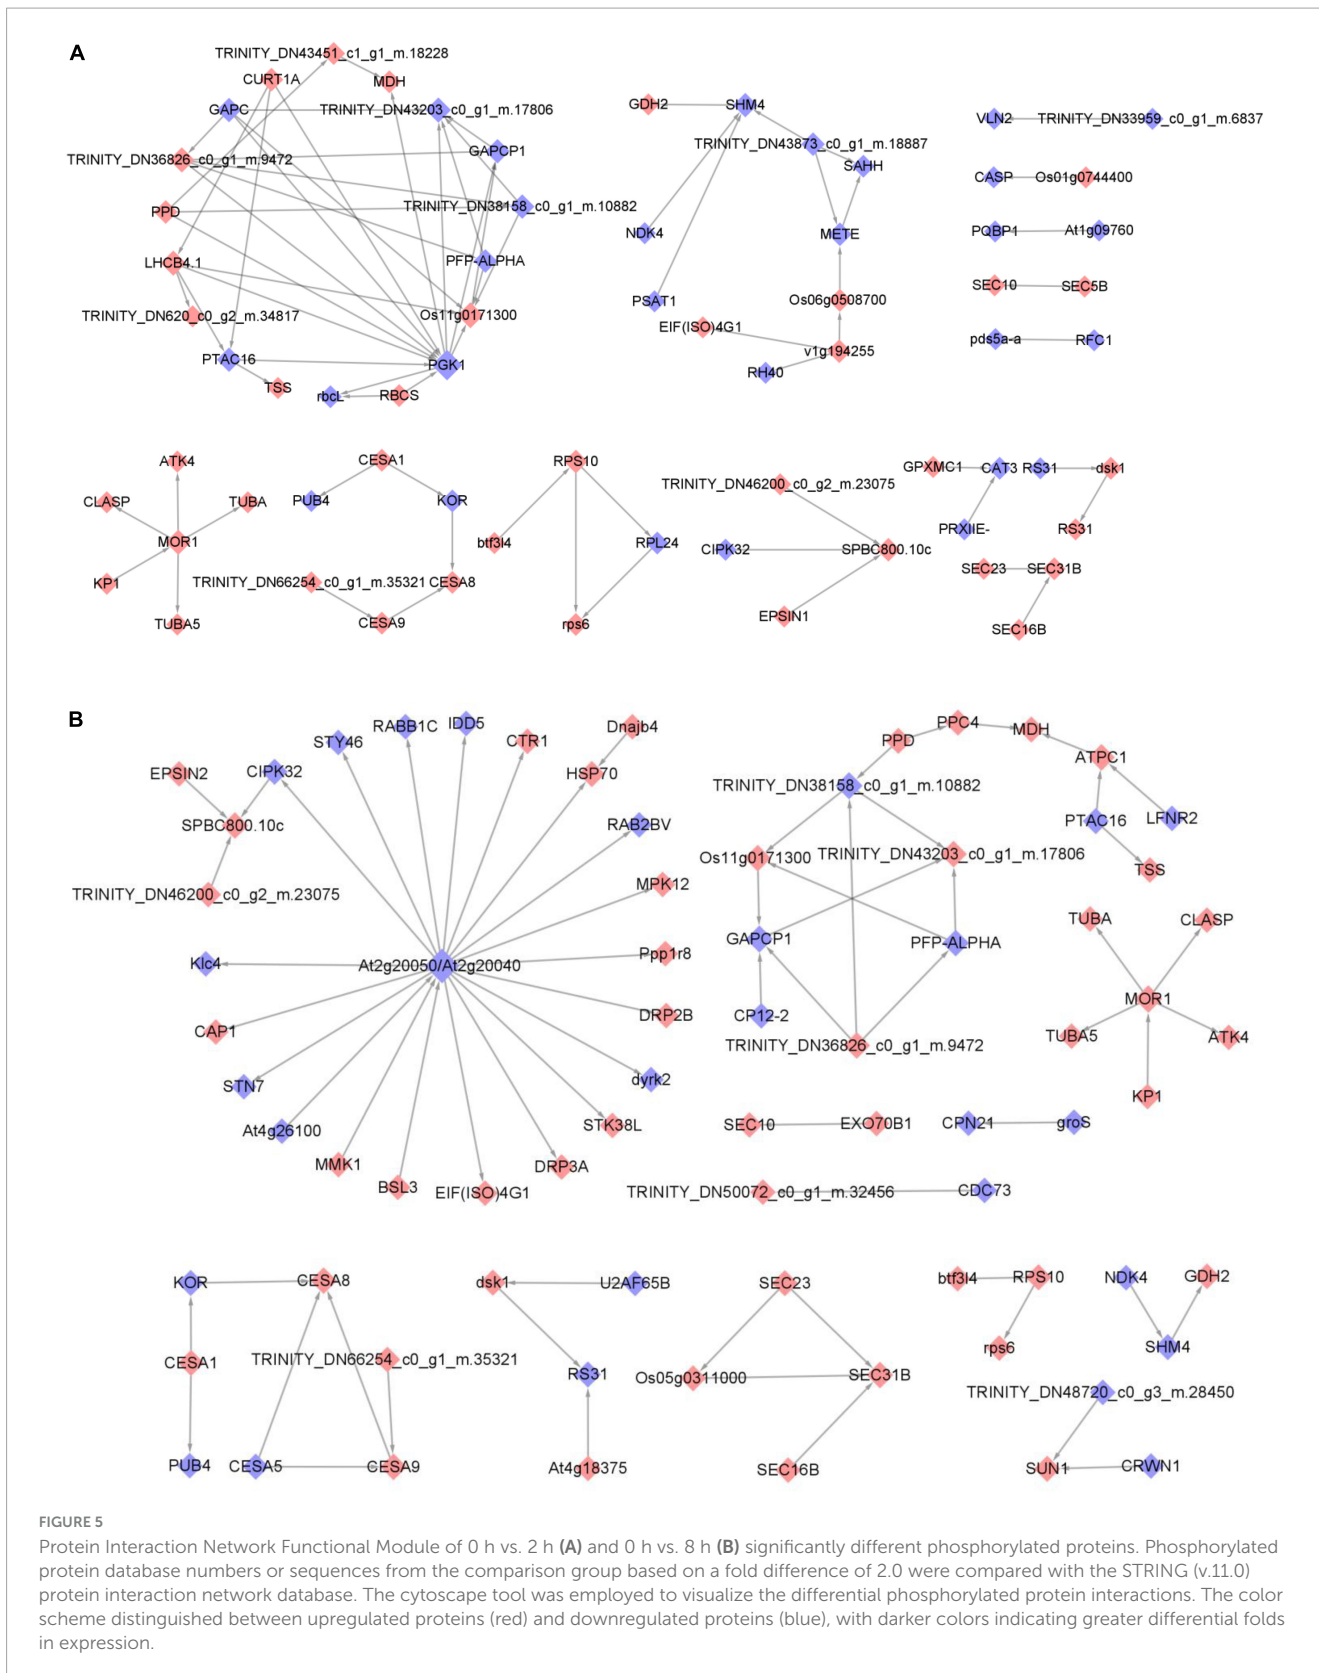 A
TRINITY_DN43451_c1_g1_m.18228
CURT1A
MDH
GAPC
TRINITY_DN43203_c0_g1_m.17806
GAPCP1
TRINITY_DN36826_c0_g1_m.9472
PPD
TRINITY_DN38158_c0_g1_m.10882
LHCB4.1
PFP-ALPHA
TRINITY_DN620_c0_g2_m.34817
Os11g0171300
PTAC16
PGK1
TSS
rbcL
RBCS
GDH2
SHM4
TRINITY_DN43873_c0_g1_m.18887
SAHH
NDK4
METE
PSAT1
Os06g0508700
EIF(ISO)4G1
v1g194255
RH40
VLN2
TRINITY_DN33959_c0_g1_m.6837
CASP
Os01g0744400
PQBP1
At1g09760
SEC10
SEC5B
pds5a-a
RFC1
ATK4
CLASP
TUBA
MOR1
KP1
TUBA5
CESA1
PUB4
KOR
TRINITY_DN66254_c0_g1_m.35321
CESA8
CESA9
RPS10
btf3l4
RPL24
rps6
TRINITY_DN46200_c0_g2_m.23075
CIPK32
SPBC800.10c
EPSIN1
GPXMC1
CAT3
RS31
dsk1
PRXIIE-
RS31
SEC23
SEC31B
SEC16B
B
RABB1C
IDD5
STY46
CTR1
Dnajb4
EPSIN2
CIPK32
HSP70
SPBC800.10c
RAB2BV
TRINITY_DN46200_c0_g2_m.23075
MPK12
Klc4
At2g20050/At2g20040
Ppp1r8
CAP1
DRP2B
STN7
dyrk2
At4g26100
STK38L
MMK1
DRP3A
BSL3
EIF(ISO)4G1
PPD
PPC4
MDH
ATPC1
TRINITY_DN38158_c0_g1_m.10882
PTAC16
LFNR2
Os11g0171300
TRINITY_DN43203_c0_g1_m.17806
TSS
GAPCP1
PFP-ALPHA
CP12-2
TRINITY_DN36826_c0_g1_m.9472
TUBA
CLASP
MOR1
TUBA5
ATK4
KP1
SEC10
EXO70B1
CPN21
groS
TRINITY_DN50072_c0_g1_m.32456
CDC73
KOR
CESA8
CESA1
TRINITY_DN66254_c0_g1_m.35321
PUB4
CESA5
CESA9
dsk1
U2AF65B
RS31
At4g18375
SEC23
Os05g0311000
SEC31B
SEC16B
btf3l4
RPS10
rps6
NDK4
GDH2
SHM4
TRINITY_DN48720_c0_g3_m.28450
SUN1
CRWN1
FIGURE 5
Protein Interaction Network Functional Module of 0 h vs. 2 h (A) and 0 h vs. 8 h (B) significantly different phosphorylated proteins. Phosphorylated
protein database numbers or sequences from the comparison group based on a fold difference of 2.0 were compared with the STRING (v.11.0)
protein interaction network database. The cytoscape tool was employed to visualize the differential phosphorylated protein interactions. The color
scheme distinguished between upregulated proteins (red) and downregulated proteins (blue), with darker colors indicating greater differential folds
in expression.